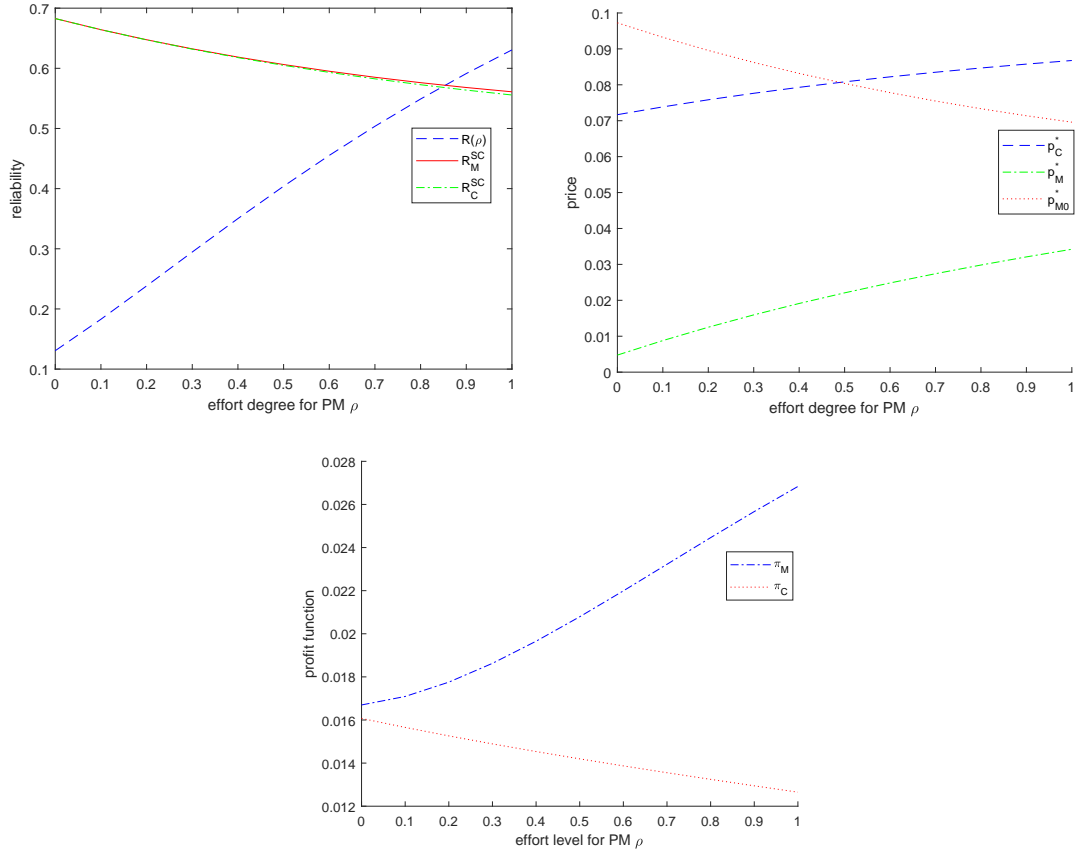 0.7
0.6
0.5
0.4
0.3
0.2
0.1
0 0.1 0.2 0.3 0.4 0.5 0.6 0.7 0.8 0.9 1
reliability
effort degree for PM ρ
R(ρ)
R_M^SC
R_C^SC
0.1
0.09
0.08
0.07
0.06
0.05
0.04
0.03
0.02
0.01
0
0 0.1 0.2 0.3 0.4 0.5 0.6 0.7 0.8 0.9 1
price
effort degree for PM ρ
p_C^*
p_M^*
p_M0^*
0.028
0.026
0.024
0.022
0.02
0.018
0.016
0.014
0.012
0 0.1 0.2 0.3 0.4 0.5 0.6 0.7 0.8 0.9 1
profit function
effort level for PM ρ
π_M
π_C